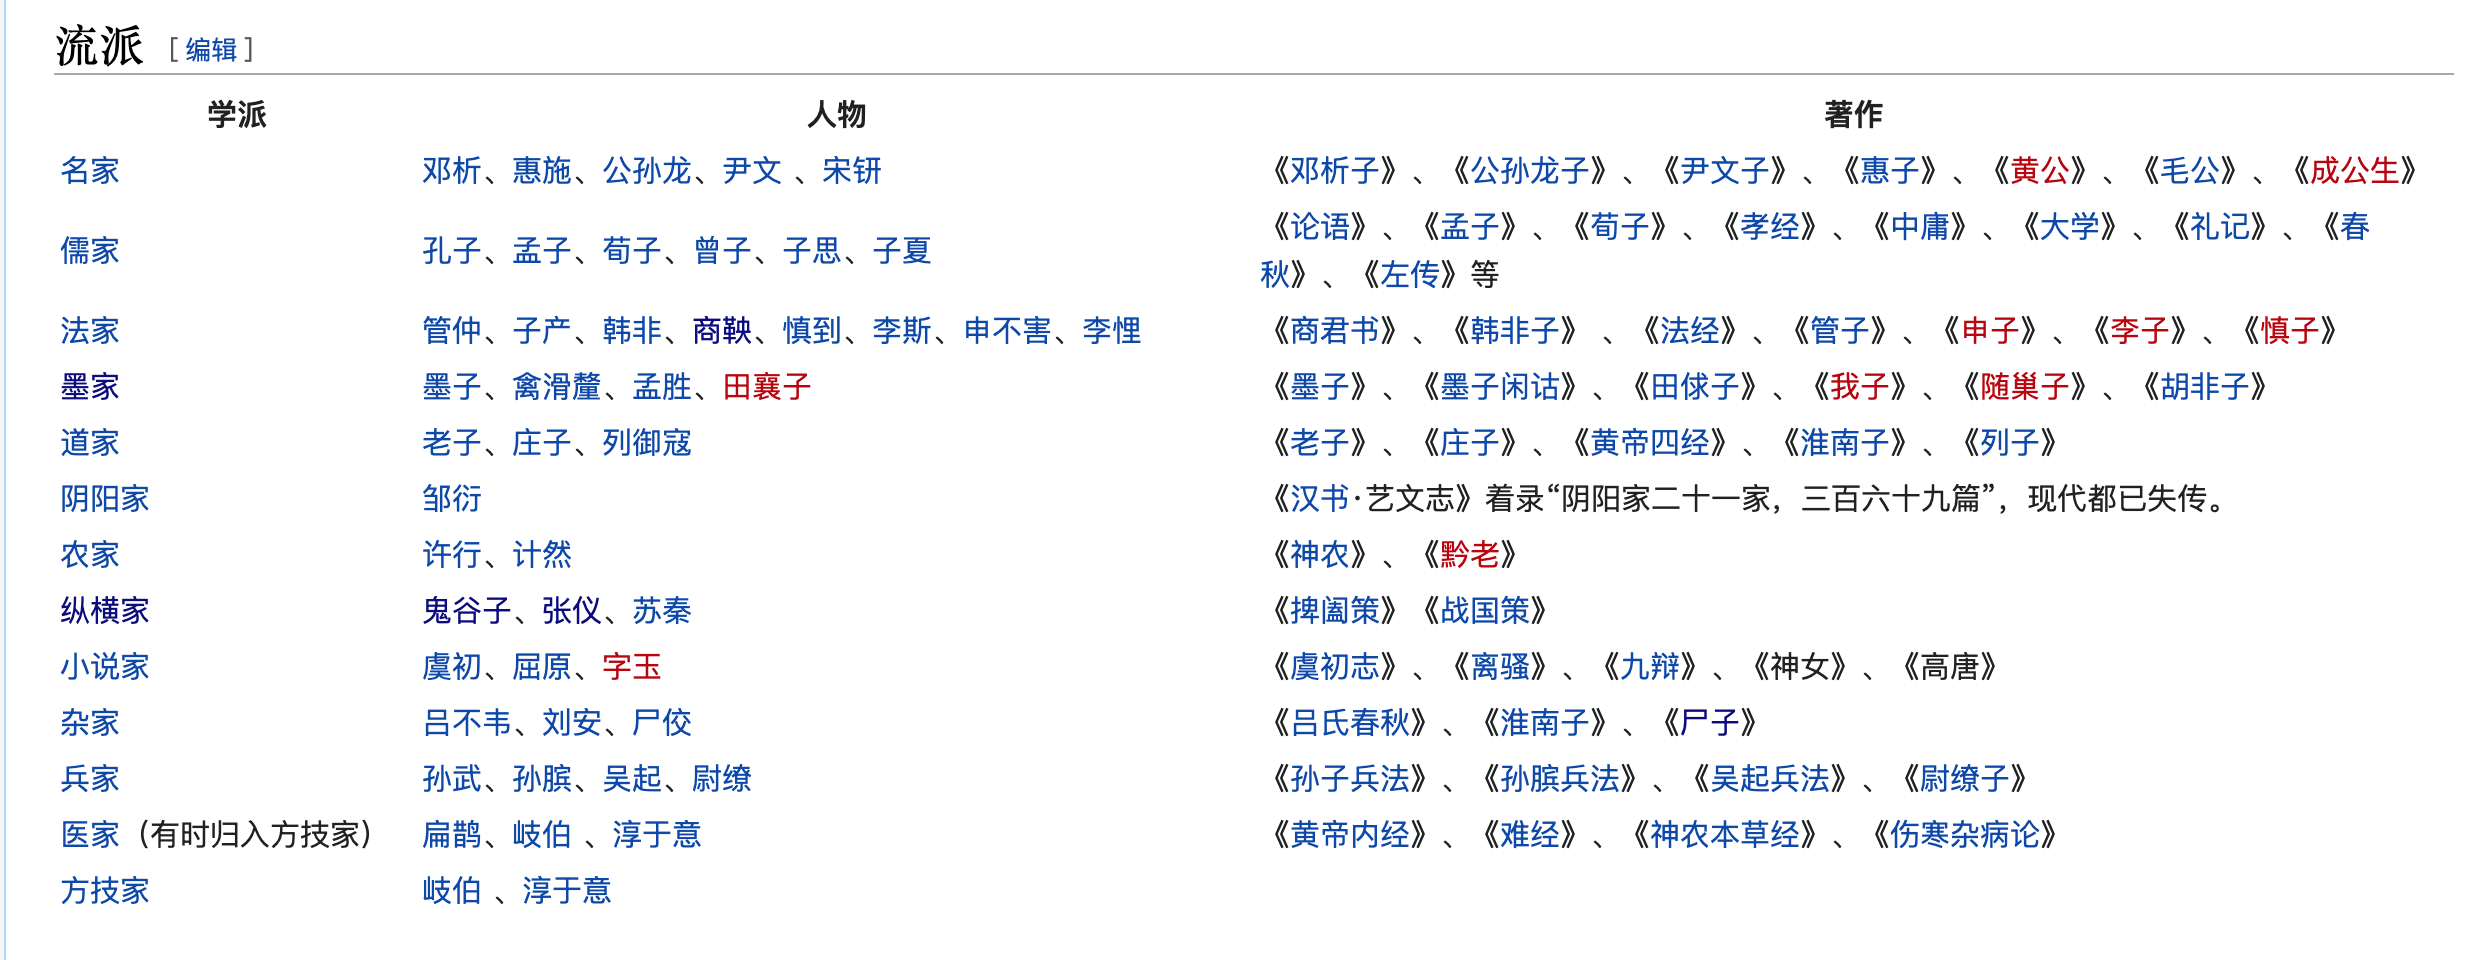 流派 [编辑]
学派 人物 著作
名家 邓析、惠施、公孙龙、尹文 、宋钘 《邓析子》、《公孙龙子》、《尹文子》、《惠子》、《黄公》、《毛公》、《成公生》
儒家 孔子、孟子、荀子、曾子、子思、子夏 《论语》、《孟子》、《荀子》、《孝经》、《中庸》、《大学》、《礼记》、《春
秋》、《左传》等
法家 管仲、子产、韩非、商鞅、慎到、李斯、申不害、李悝 《商君书》、《韩非子》 、《法经》、《管子》、《申子》、《李子》、《慎子》
墨家 墨子、禽滑釐、孟胜、田襄子 《墨子》、《墨子闲诂》、《田俅子》、《我子》、《随巢子》、《胡非子》
道家 老子、庄子、列御寇 《老子》、《庄子》、《黄帝四经》、《淮南子》、《列子》
阴阳家 邹衍 《汉书·艺文志》着录“阴阳家二十一家，三百六十九篇”，现代都已失传。
农家 许行、计然 《神农》、《黔老》
纵横家 鬼谷子、张仪、苏秦 《捭阖策》《战国策》
小说家 虞初、屈原、字玉 《虞初志》、《离骚》、《九辩》、《神女》、《高唐》
杂家 吕不韦、刘安、尸佼 《吕氏春秋》、《淮南子》、《尸子》
兵家 孙武、孙膑、吴起、尉缭 《孙子兵法》、《孙膑兵法》、《吴起兵法》、《尉缭子》
医家（有时归入方技家） 扁鹊、岐伯 、淳于意 《黄帝内经》、《难经》、《神农本草经》、《伤寒杂病论》
方技家 岐伯 、淳于意